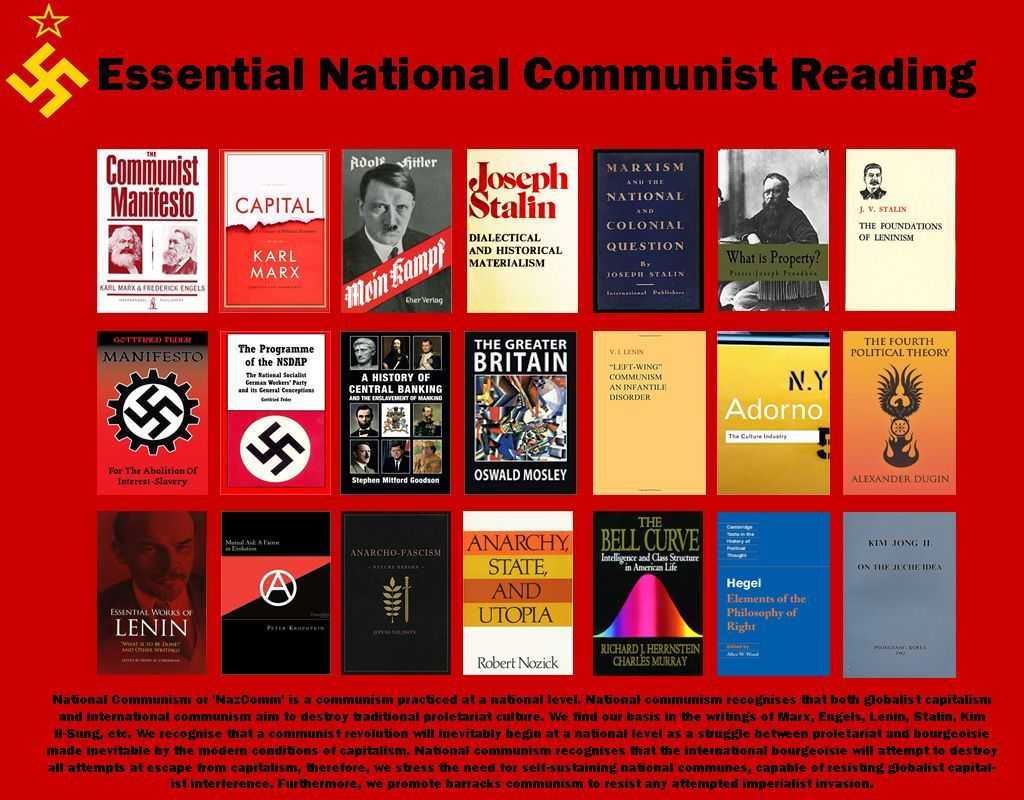 Essential National Communist Reading
THE
Communist
Manifesto
KARL MARX & FREDERICK ENGELS
CAPITAL
KARL
MARX
Adolf Hitler
Mein Kampf
Eher Verlag
Joseph
Stalin
DIALECTICAL
AND HISTORICAL
MATERIALISM
MARXISM
AND THE
NATIONAL
AND
COLONIAL
QUESTION
By
JOSEPH STALIN
International Publishers
What is Property?
Pierre-Joseph Proudhon
J. V. STALIN
THE FOUNDATIONS
OF LENINISM
GOTTFRIED FEDER
MANIFESTO
For The Abolition Of
Interest-Slavery
The Programme
of the NSDAP
The National Socialist
German Workers' Party
and its General Conceptions
Gottfried Feder
A HISTORY OF
CENTRAL BANKING
AND THE ENSLAVEMENT OF MANKIND
Stephen Mitford Goodson
THE GREATER
BRITAIN
OSWALD MOSLEY
V. I. LENIN
"LEFT-WING"
COMMUNISM
AN INFANTILE
DISORDER
N.Y
Adorno
The Culture Industry
THE FOURTH
POLITICAL THEORY
ALEXANDER DUGIN
ESSENTIAL WORKS OF
LENIN
"WHAT IS TO BE DONE?"
AND OTHER WRITINGS
Mutual Aid: A Factor
in Evolution
PETER KROPOTKIN
ANARCHO-FASCISM
NATURE REBORN
JONAS NILSSON
ANARCHY,
STATE,
AND
UTOPIA
Robert Nozick
THE
BELL CURVE
Intelligence and Class Structure
in American Life
RICHARD J. HERRNSTEIN
CHARLES MURRAY
Cambridge
Texts in the
History of
Political
Thought
Hegel
Elements of the
Philosophy of
Right
Edited by
Allen W. Wood
KIM JONG IL
ON THE JUCHE IDEA
PYONGYANG, KOREA
1982
National Communism or 'NazComm' is a communism practiced at a national level. National communism recognises that both globalist capitalism
and international communism aim to destroy traditional proletariat culture. We find our basis in the writings of Marx, Engels, Lenin, Stalin, Kim
Il-Sung, etc. We recognise that a communist revolution will inevitably begin at a national level as a struggle between proletariat and bourgeoisie
made inevitable by the modern conditions of capitalism. National communism recognises that the international bourgeoisie will attempt to destroy
all attempts at escape from capitalism, therefore, we stress the need for self-sustaining national communes, capable of resisting globalist capital-
ist interference. Furthermore, we promote barracks communism to resist any attempted imperialist invasion.